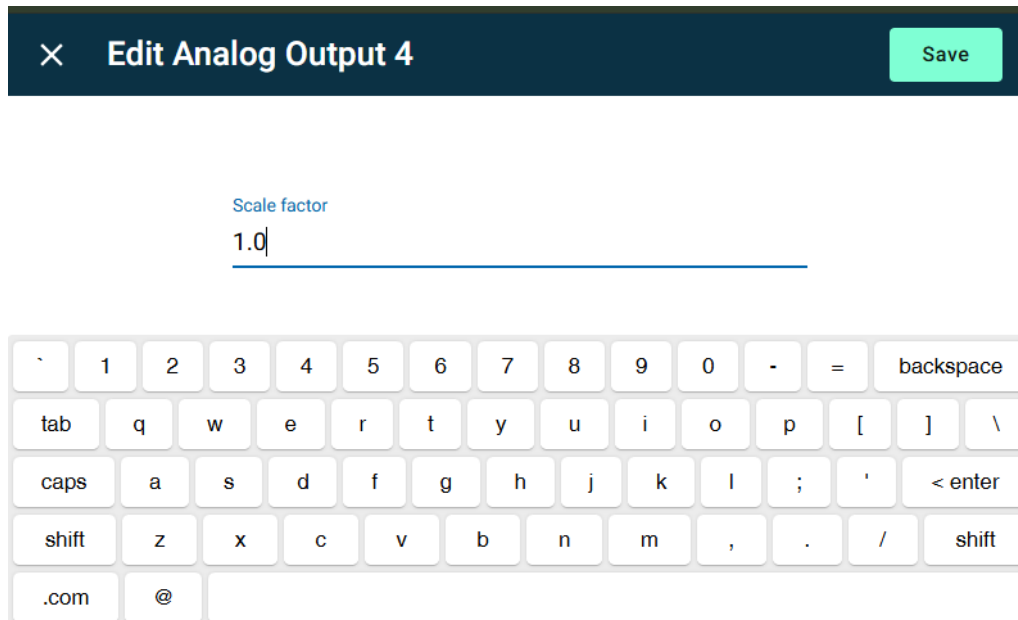 Edit Analog Output 4
Save
Scale factor
1.0
` 1 2 3 4 5 6 7 8 9 0 - = backspace
tab q w e r t y u i o p [ ] \
caps a s d f g h j k l ; ' < enter
shift z x c v b n m , . / shift
.com @